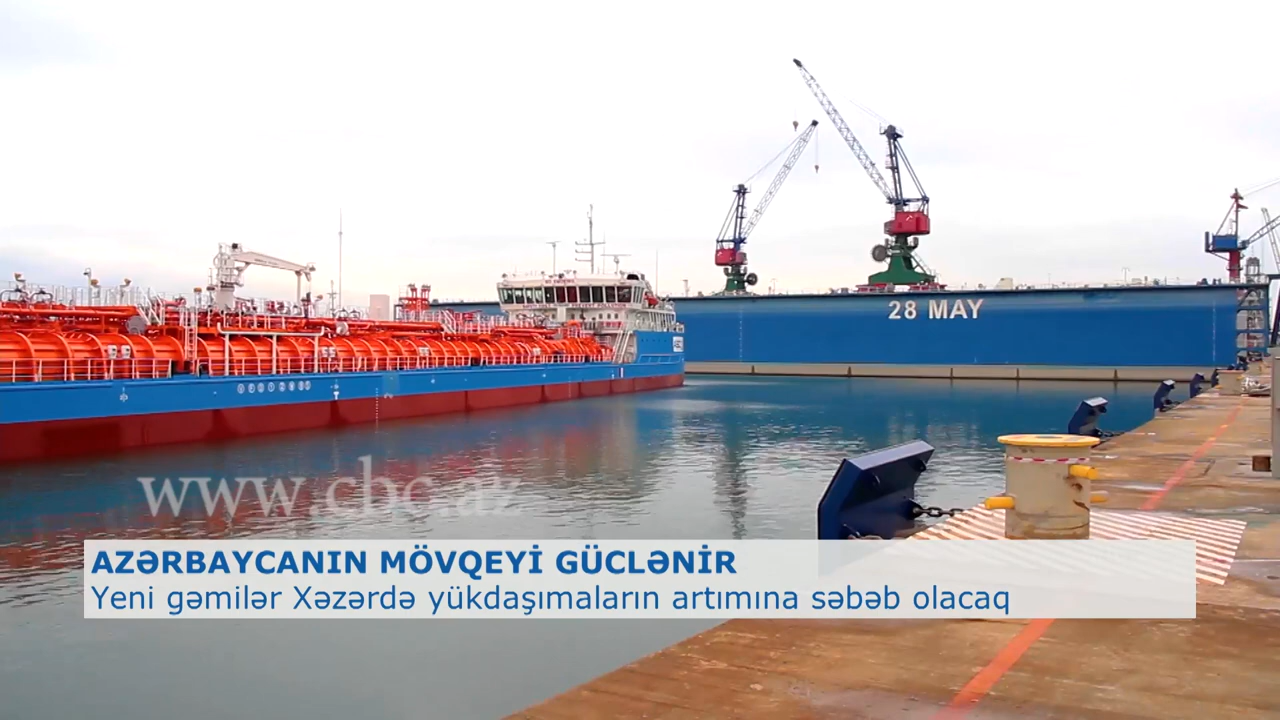 28 MAY
www.cbc.az
AZƏRBAYCANIN MÖVQEYİ GÜCLƏNİR
Yeni gəmilər Xəzərdə yükdaşımaların artımına səbəb olacaq